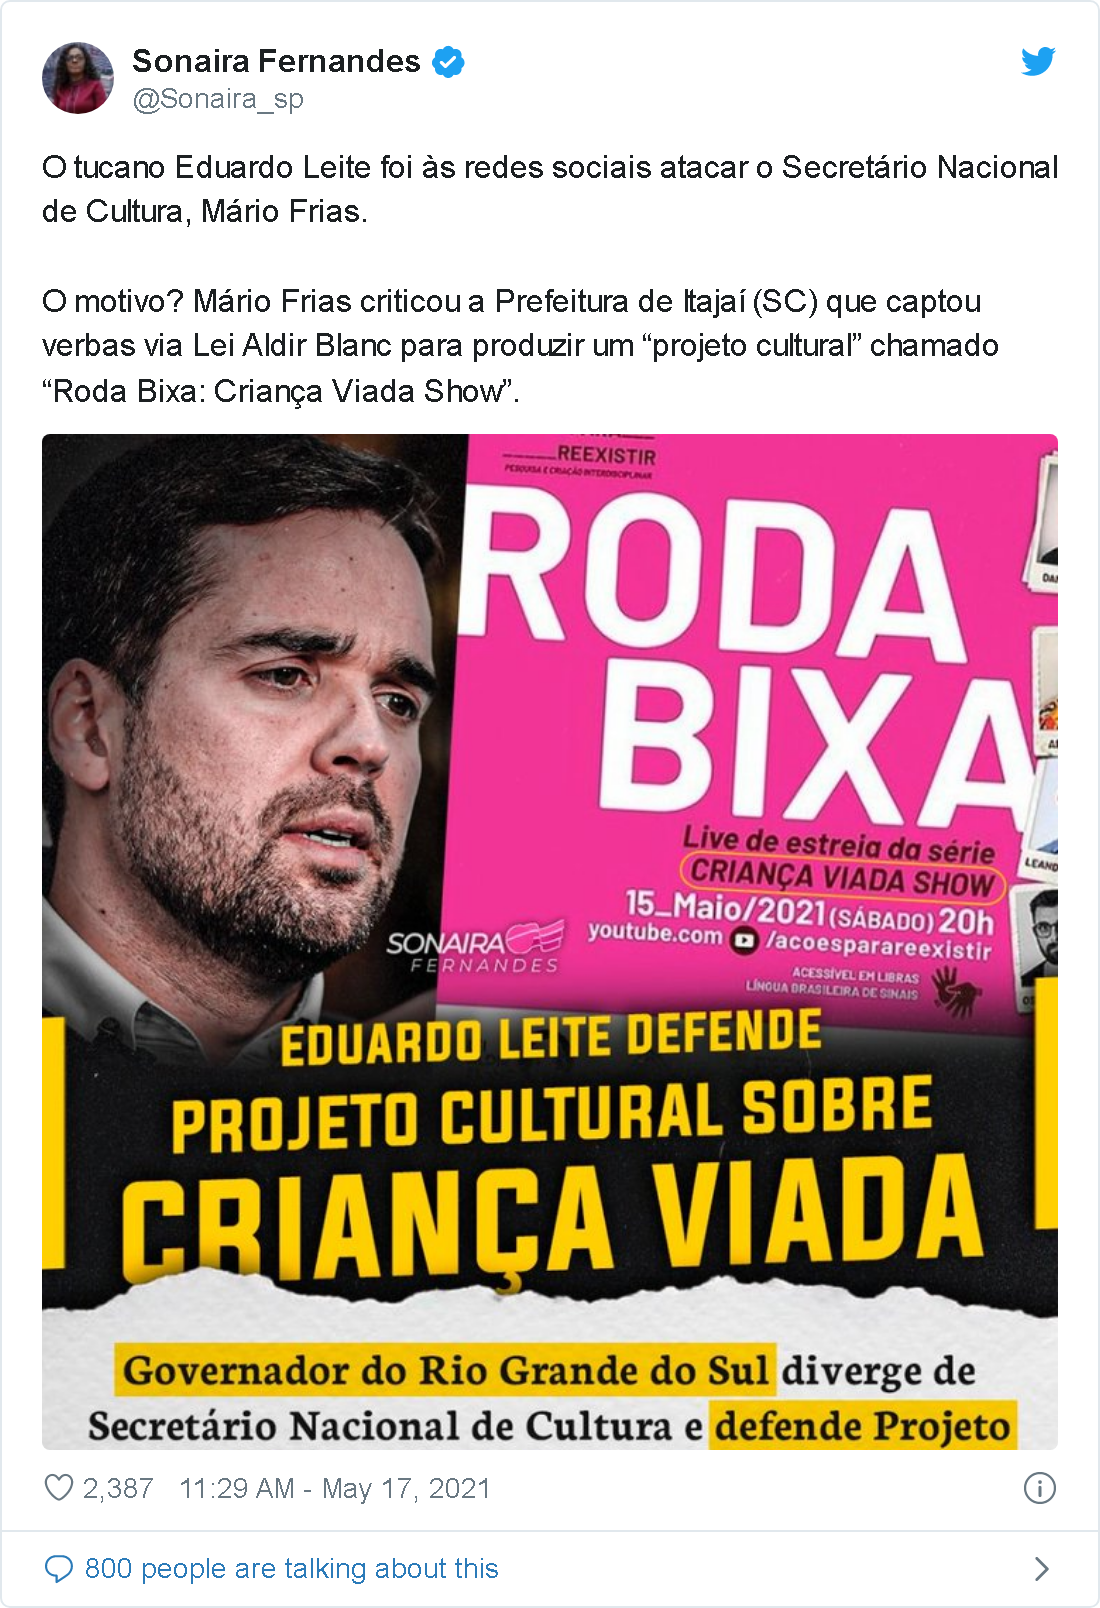 Sonaira Fernandes
@Sonaira_sp
O tucano Eduardo Leite foi às redes sociais atacar o Secretário Nacional
de Cultura, Mário Frias.
O motivo? Mário Frias criticou a Prefeitura de Itajaí (SC) que captou
verbas via Lei Aldir Blanc para produzir um “projeto cultural” chamado
“Roda Bixa: Criança Viada Show”.
REEXISTIR
PESQUISA E CRIAÇÃO INTERDISCIPLINAR
RODA
BIXA
Live de estreia da série
CRIANÇA VIADA SHOW
15_Maio/2021 (SÁBADO) 20h
youtube.com /acoesparareexistir
ACESSÍVEL EM LIBRAS
LÍNGUA BRASILEIRA DE SINAIS
LEAND
SONAIRA
FERNANDES
EDUARDO LEITE DEFENDE
PROJETO CULTURAL SOBRE
CRIANÇA VIADA
Governador do Rio Grande do Sul diverge de
Secretário Nacional de Cultura e defende Projeto
2,387 11:29 AM - May 17, 2021
800 people are talking about this